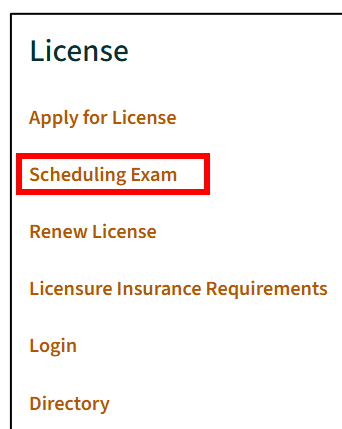 License
Apply for License
Scheduling Exam
Renew License
Licensure Insurance Requirements
Login
Directory